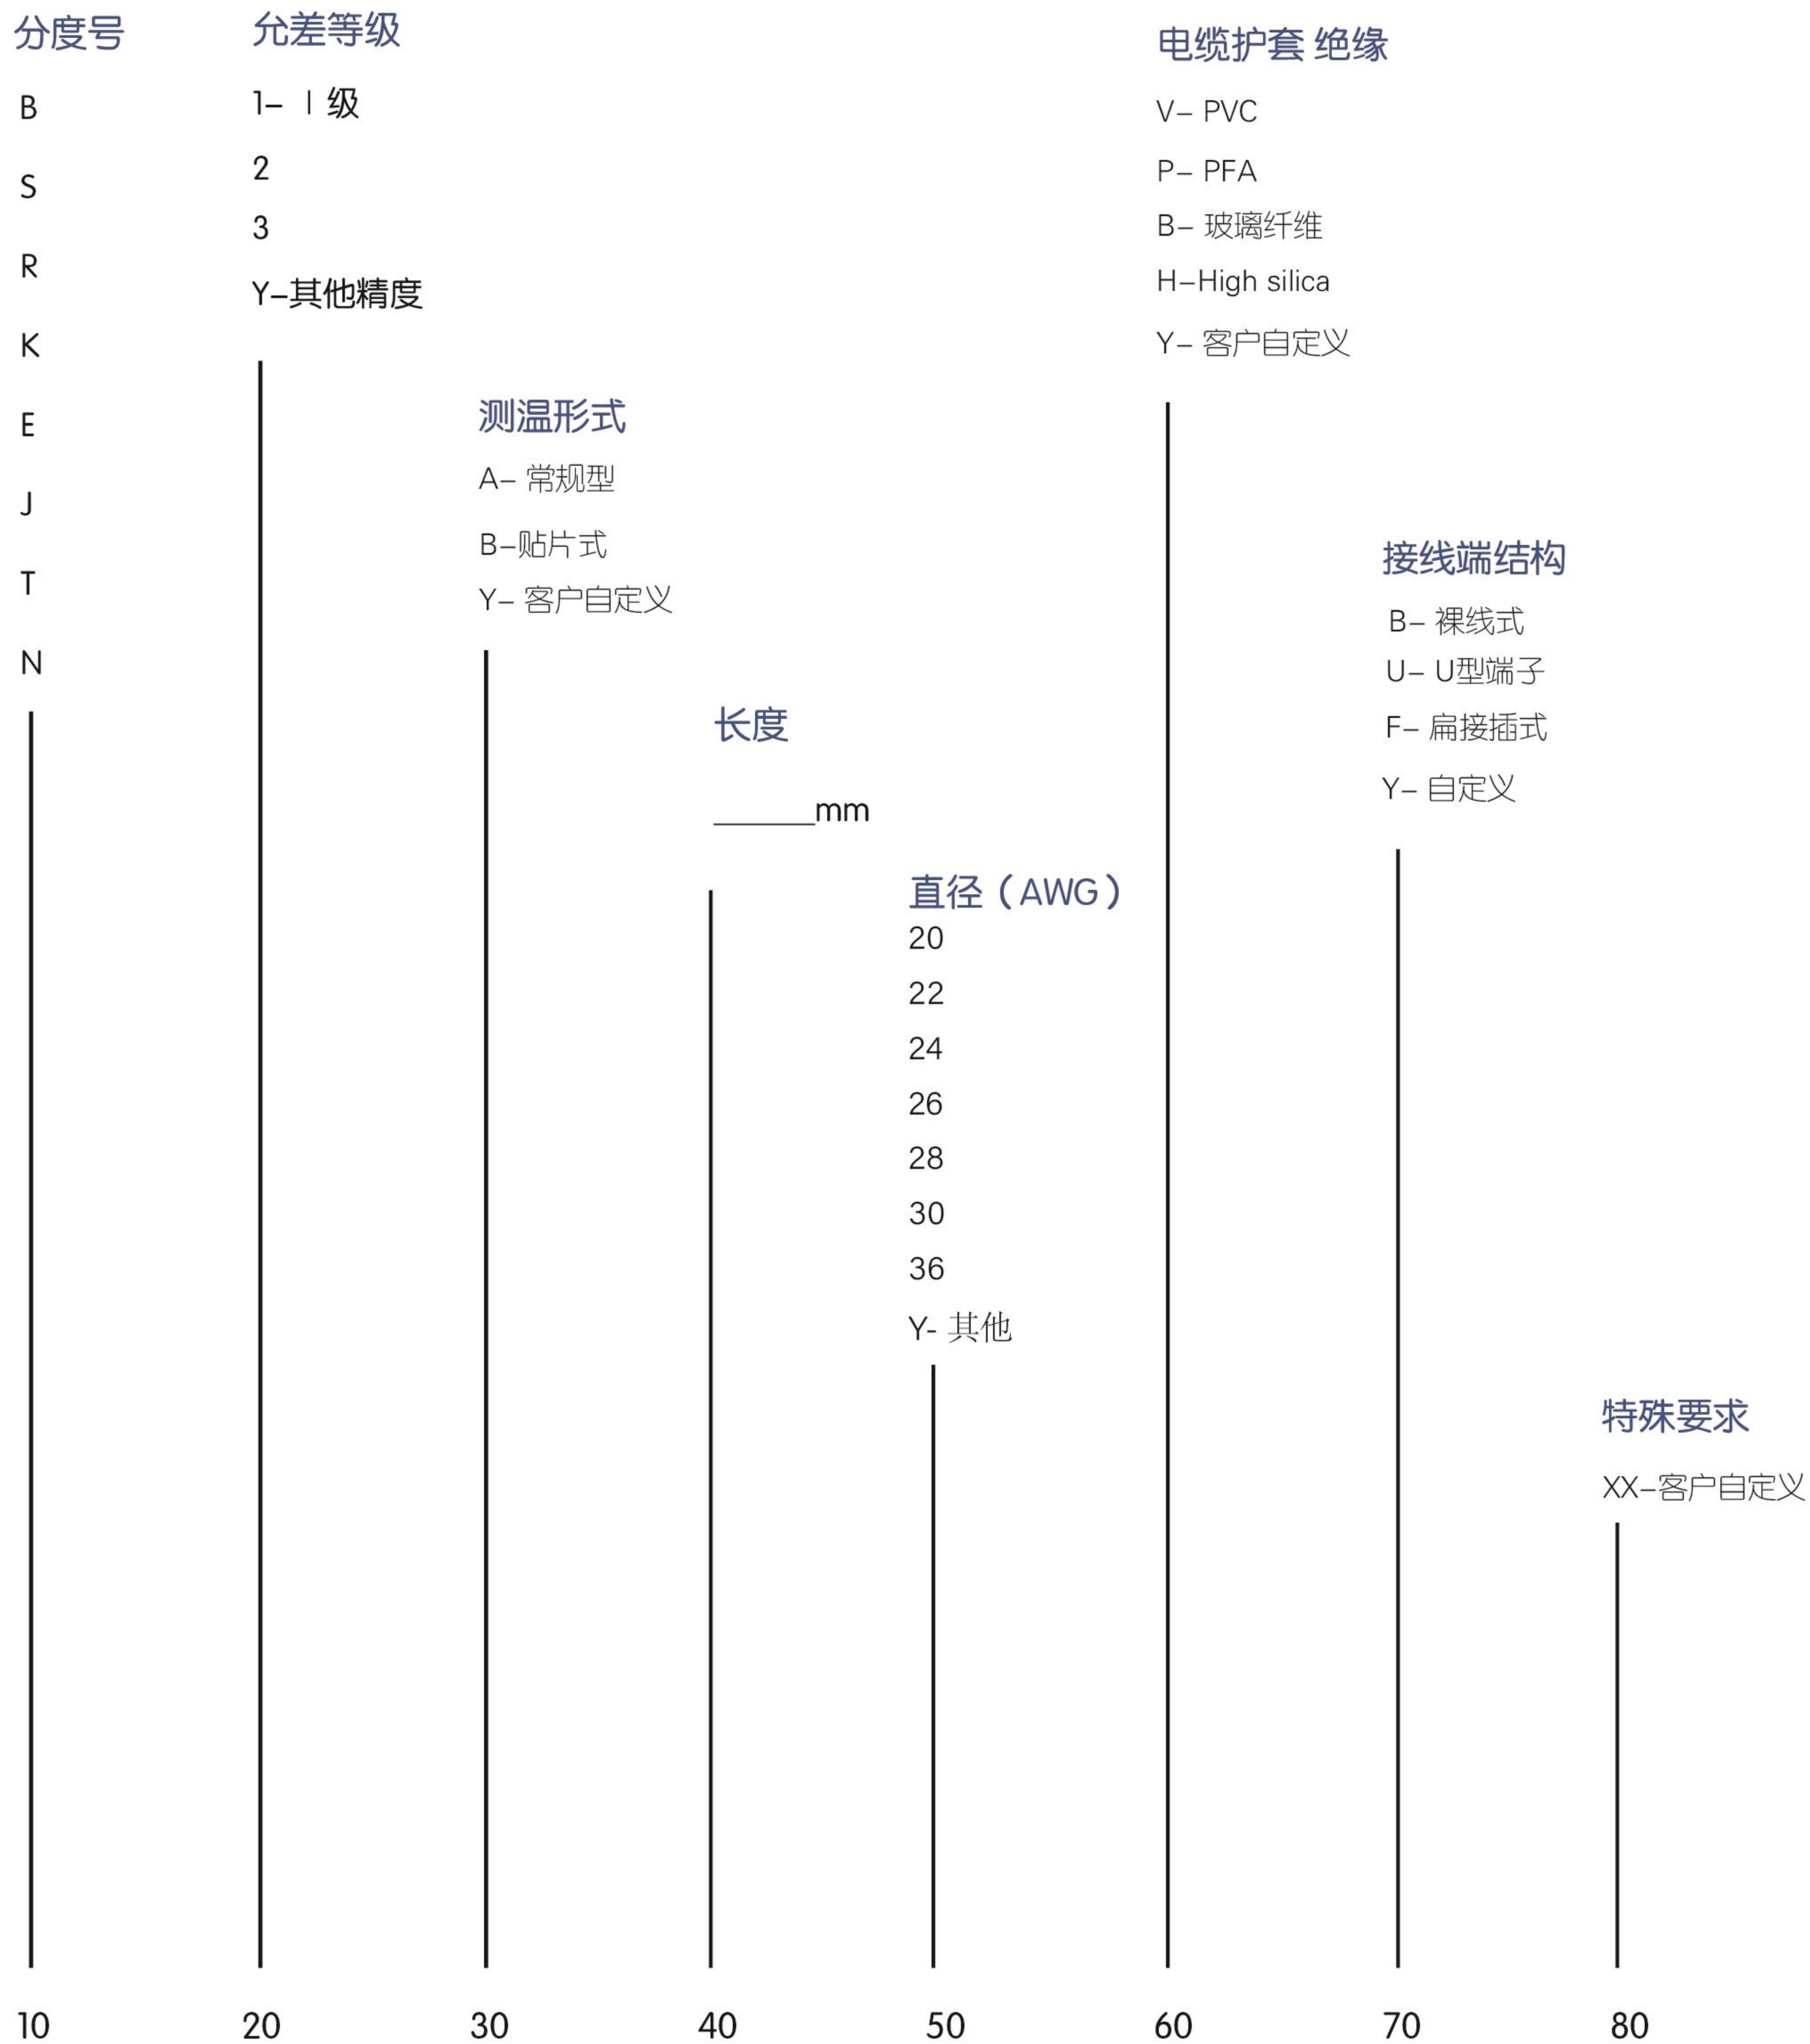 分度号
B
S
R
K
E
J
T
N
允差等级
1– Ⅰ 级
2
3
Y–其他精度
测温形式
A– 常规型
B–贴片式
Y– 客户自定义
长度
______mm
直径（AWG）
20
22
24
26
28
30
36
Y- 其他
电缆护套 绝缘
V– PVC
P– PFA
B– 玻璃纤维
H–High silica
Y– 客户自定义
接线端结构
B– 裸线式
U– U型端子
F– 扁接插式
Y– 自定义
特殊要求
XX–客户自定义
10 20 30 40 50 60 70 80